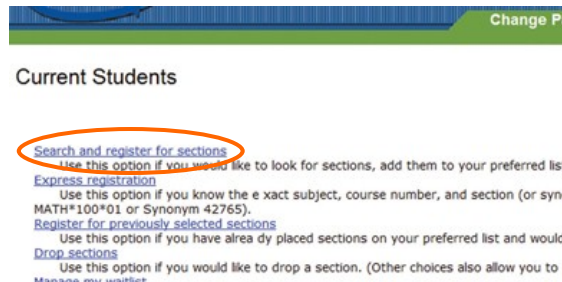 Change P
Current Students
Search and register for sections
Use this option if you would like to look for sections, add them to your preferred lis
Express registration
Use this option if you know the e xact subject, course number, and section (or syn
MATH*100*01 or Synonym 42765).
Register for previously selected sections
Use this option if you have alrea dy placed sections on your preferred list and would
Drop sections
Use this option if you would like to drop a section. (Other choices also allow you to
Manage my waitlist